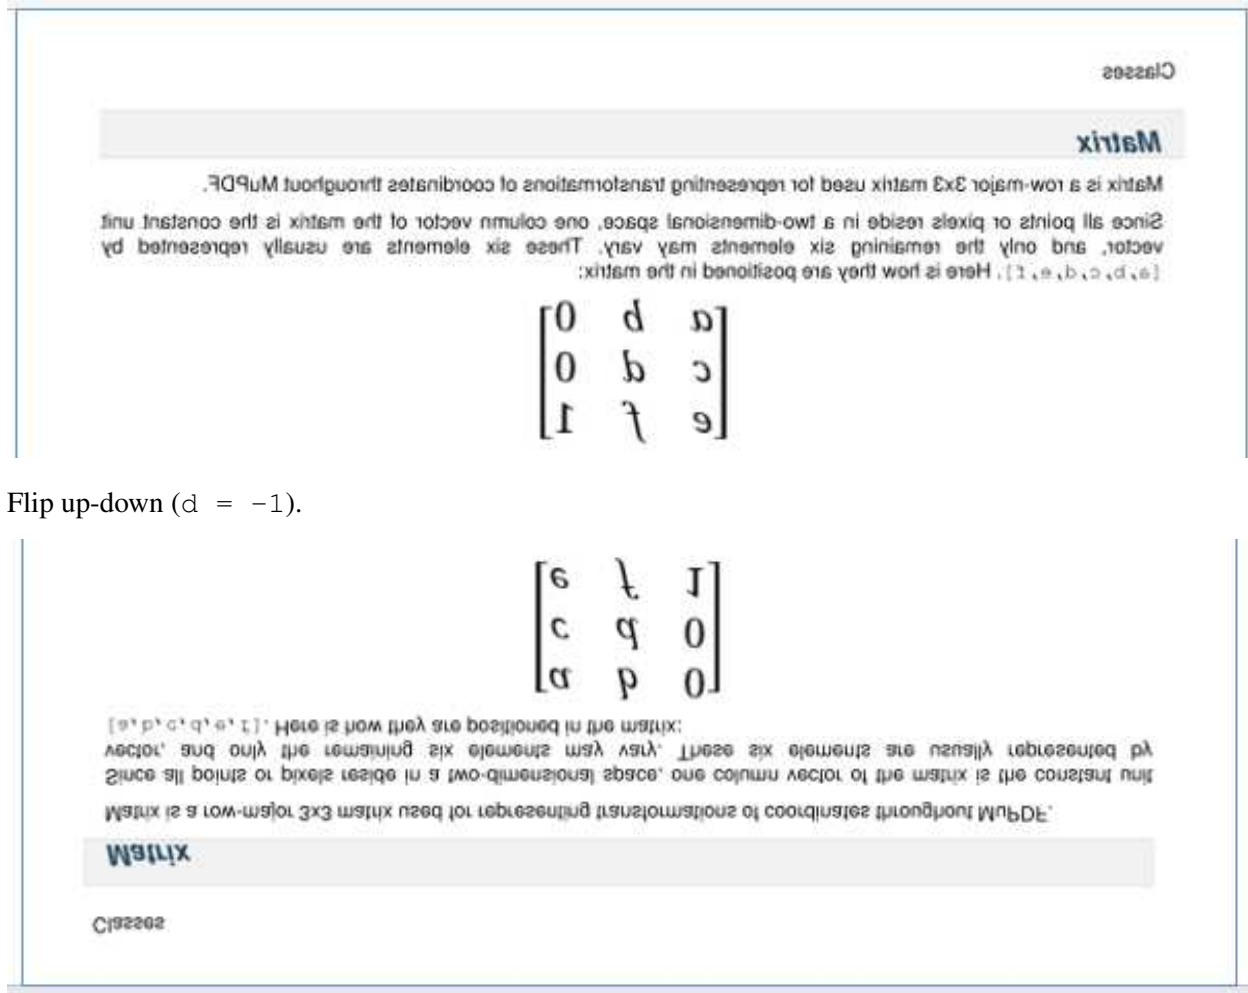 Classes
Matrix
Matrix is a row-major 3x3 matrix used for representing transformations of coordinates throughout MuPDF.
Since all points or pixels reside in a two-dimensional space, one column vector of the matrix is the constant unit
vector, and only the remaining six elements may vary. These six elements are usually represented by
[a,b,c,d,e,f]. Here is how they are positioned in the matrix:
a b 0
c d 0
e f 1
Flip up-down (d = -1).
e f 1
c d 0
a b 0
[a,b,c,d,e,f]. Here is how they are positioned in the matrix:
vector, and only the remaining six elements may vary. These six elements are usually represented by
Since all points or pixels reside in a two-dimensional space, one column vector of the matrix is the constant unit
Matrix is a row-major 3x3 matrix used for representing transformations of coordinates throughout MuPDF.
Matrix
Classes